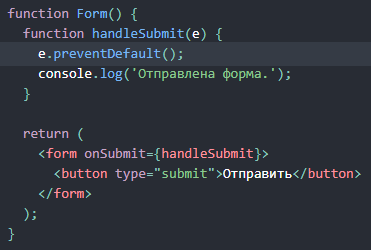 function Form() {
  function handleSubmit(e) {
    e.preventDefault();
    console.log('Отправлена форма.');
  }

  return (
    <form onSubmit={handleSubmit}>
      <button type="submit">Отправить</button>
    </form>
  );
}